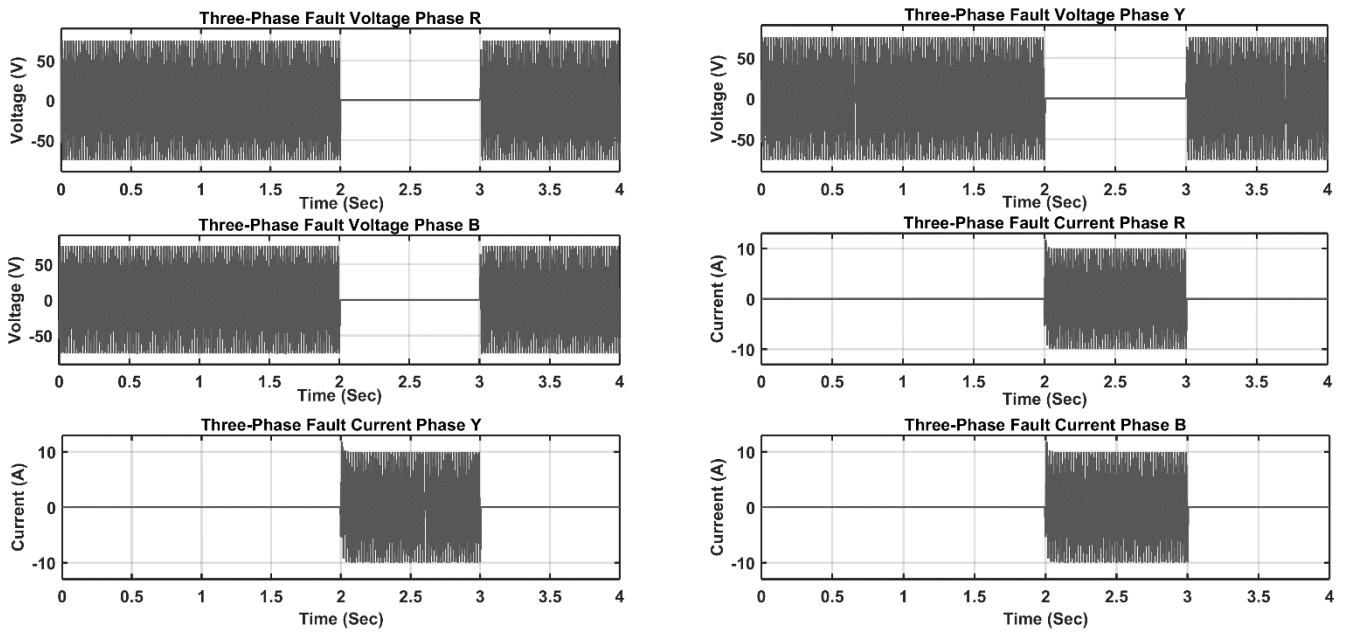 Three-Phase Fault Voltage Phase R
Voltage (V)
50
0
-50
0 0.5 1 1.5 2 2.5 3 3.5 4
Time (Sec)
Three-Phase Fault Voltage Phase Y
Voltage (V)
50
0
-50
0 0.5 1 1.5 2 2.5 3 3.5 4
Time (Sec)
Three-Phase Fault Voltage Phase B
Voltage (V)
50
0
-50
0 0.5 1 1.5 2 2.5 3 3.5 4
Time (Sec)
Three-Phase Fault Current Phase R
Current (A)
10
0
-10
0 0.5 1 1.5 2 2.5 3 3.5 4
Time (Sec)
Three-Phase Fault Current Phase Y
Current (A)
10
0
-10
0 0.5 1 1.5 2 2.5 3 3.5 4
Time (Sec)
Three-Phase Fault Current Phase B
Curreent (A)
10
0
-10
0 0.5 1 1.5 2 2.5 3 3.5 4
Time (Sec)